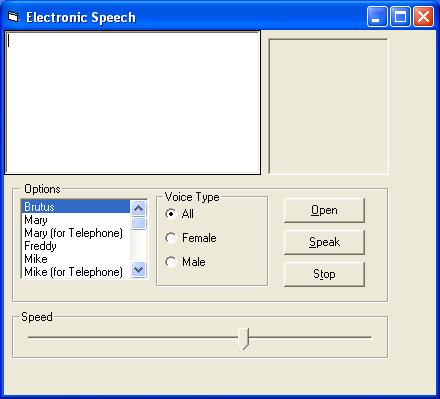 Electronic Speech
Options
Brutus
Mary
Mary (for Telephone)
Freddy
Mike
Mike (for Telephone)
Voice Type
All
Female
Male
Open
Speak
Stop
Speed